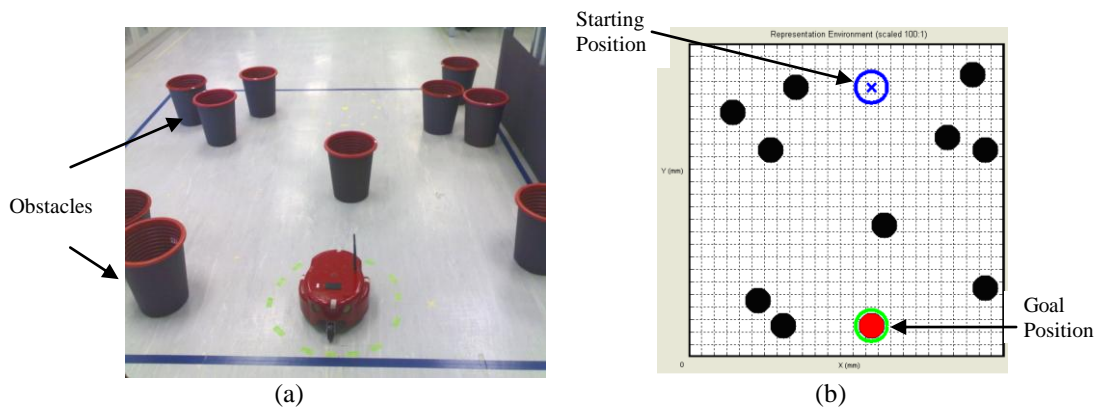 Starting
Position
Representation Environment (scaled 100:1)
Obstacles
Y (mm)
Goal
Position
0
X (mm)
(a)
(b)